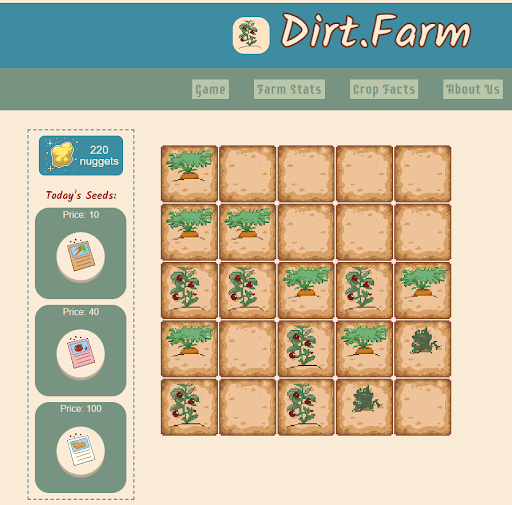 Dirt.Farm
Game Farm Stats Crop Facts About Us
220
nuggets
Today's Seeds:
Price: 10
Price: 40
Price: 100